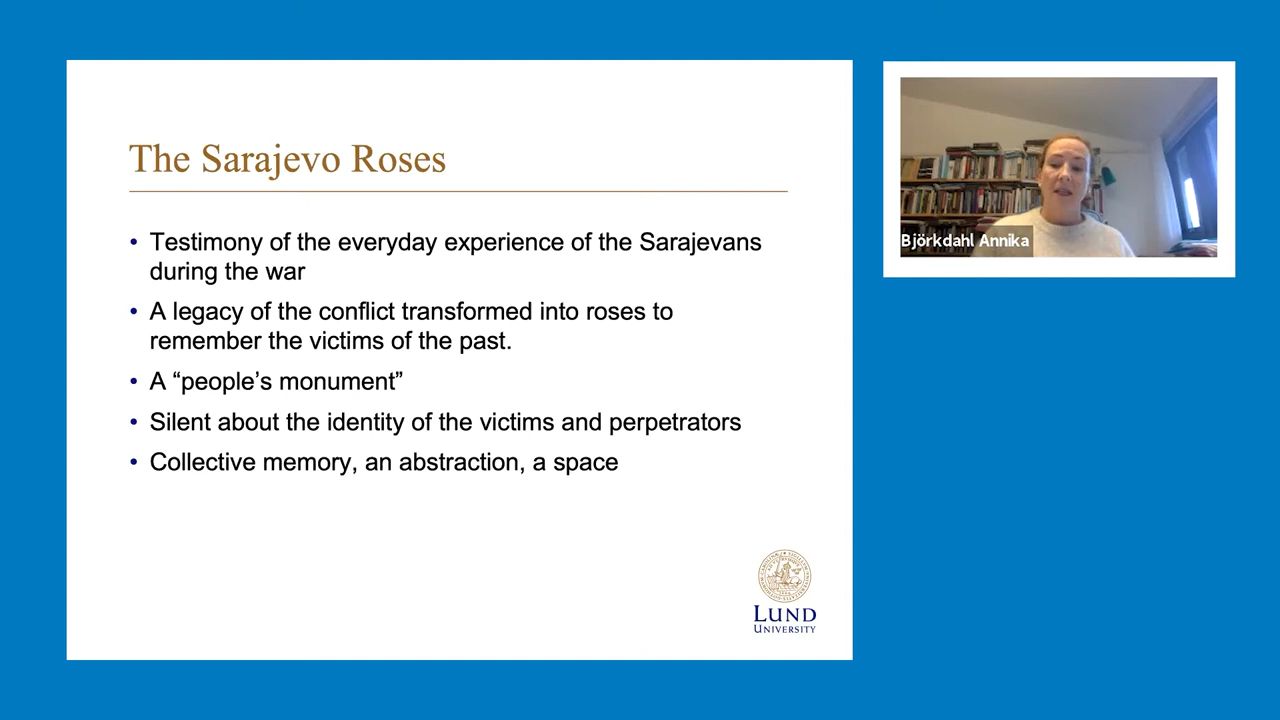 The Sarajevo Roses
• Testimony of the everyday experience of the Sarajevans
during the war
• A legacy of the conflict transformed into roses to
remember the victims of the past.
• A “people’s monument”
• Silent about the identity of the victims and perpetrators
• Collective memory, an abstraction, a space
LUND
UNIVERSITY
Björkdahl Annika